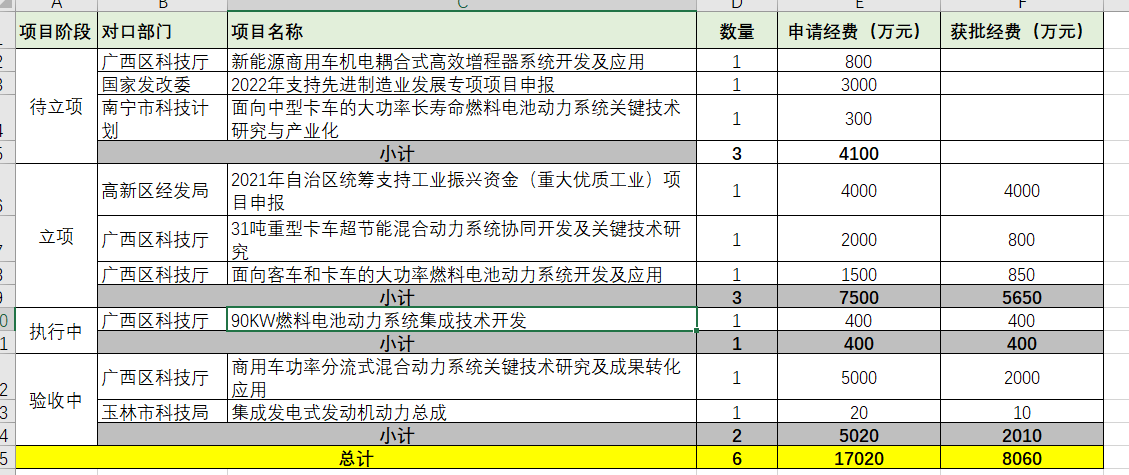 A B C D E F
项目阶段 对口部门 项目名称 数量 申请经费（万元） 获批经费（万元）
待立项 广西区科技厅 新能源商用车机电耦合式高效增程器系统开发及应用 1 800
国家发改委 2022年支持先进制造业发展专项项目申报 1 3000
南宁市科技计
划
面向中型卡车的大功率长寿命燃料电池动力系统关键技术
研究与产业化
1 300
小计 3 4100
立项 高新区经发局
2021年自治区统筹支持工业振兴资金（重大优质工业）项
目申报
1 4000 4000
广西区科技厅
31吨重型卡车超节能混合动力系统协同开发及关键技术研
究
1 2000 800
广西区科技厅 面向客车和卡车的大功率燃料电池动力系统开发及应用 1 1500 850
小计 3 7500 5650
执行中 广西区科技厅 90KW燃料电池动力系统集成技术开发 1 400 400
小计 1 400 400
验收中 广西区科技厅
商用车功率分流式混合动力系统关键技术研究及成果转化
应用
1 5000 2000
玉林市科技局 集成发电式发动机动力总成 1 20 10
小计 2 5020 2010
总计 6 17020 8060